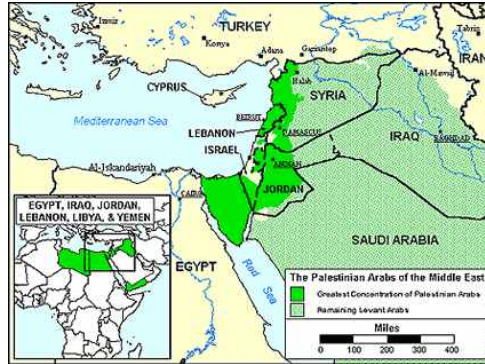 Izmir
TURKEY
Konya
Adana
Gaziantep
Tabriz
IRAN
Halab
Al-Mawsil
CYPRUS
SYRIA
Mediterranean Sea
BEIRUT
LEBANON
DAMASCUS
IRAQ
BAGHDAD
ISRAEL
AMMAN
Al-Iskandariyah
JORDAN
CAIRO
EGYPT, IRAQ, JORDAN,
LEBANON, LIBYA, & YEMEN
SAUDI ARABIA
EGYPT
Red
Sea
The Palestinian Arabs of the Middle East
Greatest Concentration of Palestinian Arabs
Remaining Levant Arabs
Miles
0 100 200 300 400